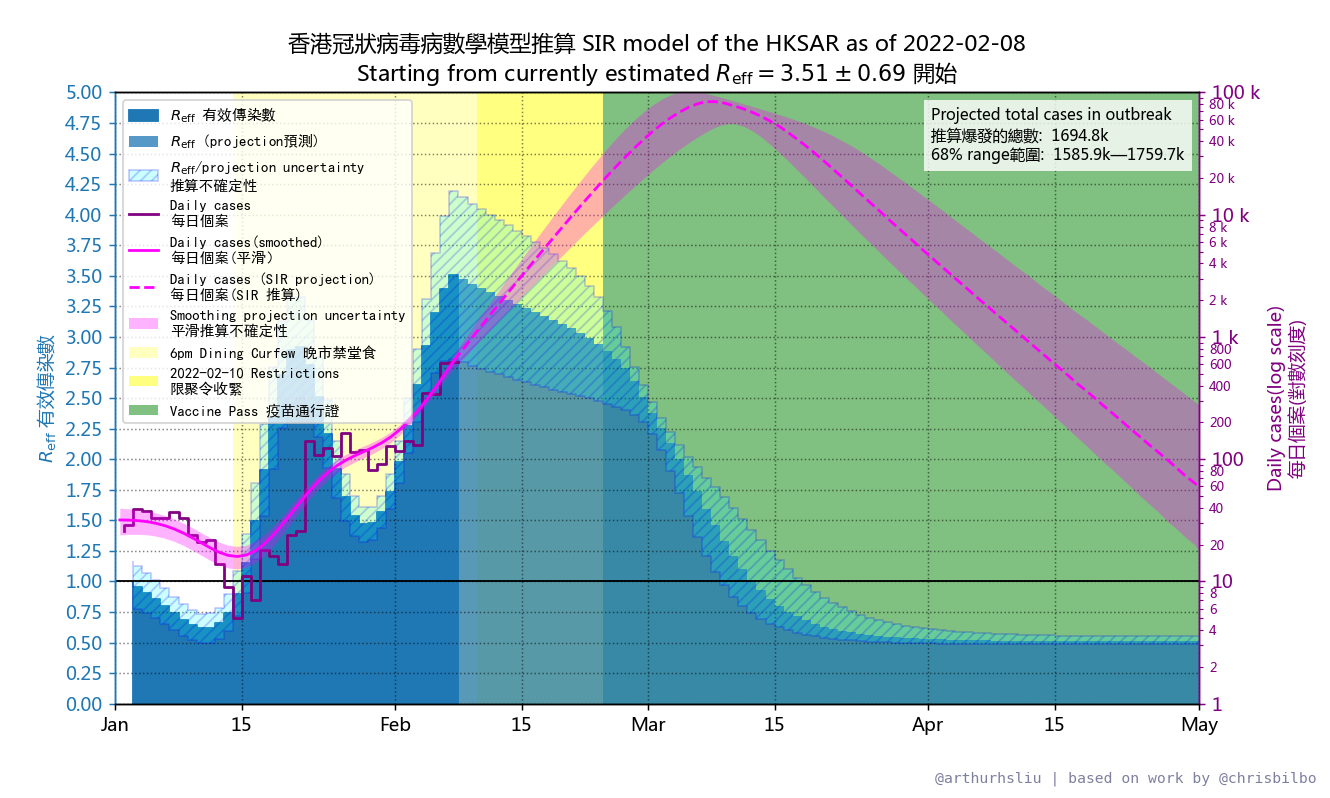 香港冠狀病毒病數學模型推算 SIR model of the HKSAR as of 2022-02-08
Starting from currently estimated Reff = 3.51 ± 0.69 開始
Reff 有效傳染數
Reff (projection預測)
Reff/projection uncertainty
推算不確定性
Daily cases
每日個案
Daily cases(smoothed)
每日個案(平滑)
Daily cases (SIR projection)
每日個案(SIR 推算)
Smoothing projection uncertainty
平滑推算不確定性
6pm Dining Curfew 晚市禁堂食
2022-02-10 Restrictions
限聚令收緊
Vaccine Pass 疫苗通行證
Projected total cases in outbreak
推算爆發的總數: 1694.8k
68% range範圍: 1585.9k—1759.7k
Reff 有效傳染數
5.00
4.75
4.50
4.25
4.00
3.75
3.50
3.25
3.00
2.75
2.50
2.25
2.00
1.75
1.50
1.25
1.00
0.75
0.50
0.25
0.00
100 k
80 k
60 k
40 k
20 k
10 k
8 k
6 k
4 k
2 k
1 k
800
600
400
200
100
80
60
40
20
10
8
6
4
2
1
Daily cases(log scale)
每日個案(對數刻度)
Jan 15 Feb 15 Mar 15 Apr 15 May
@arthurhsliu | based on work by @chrisbilbo